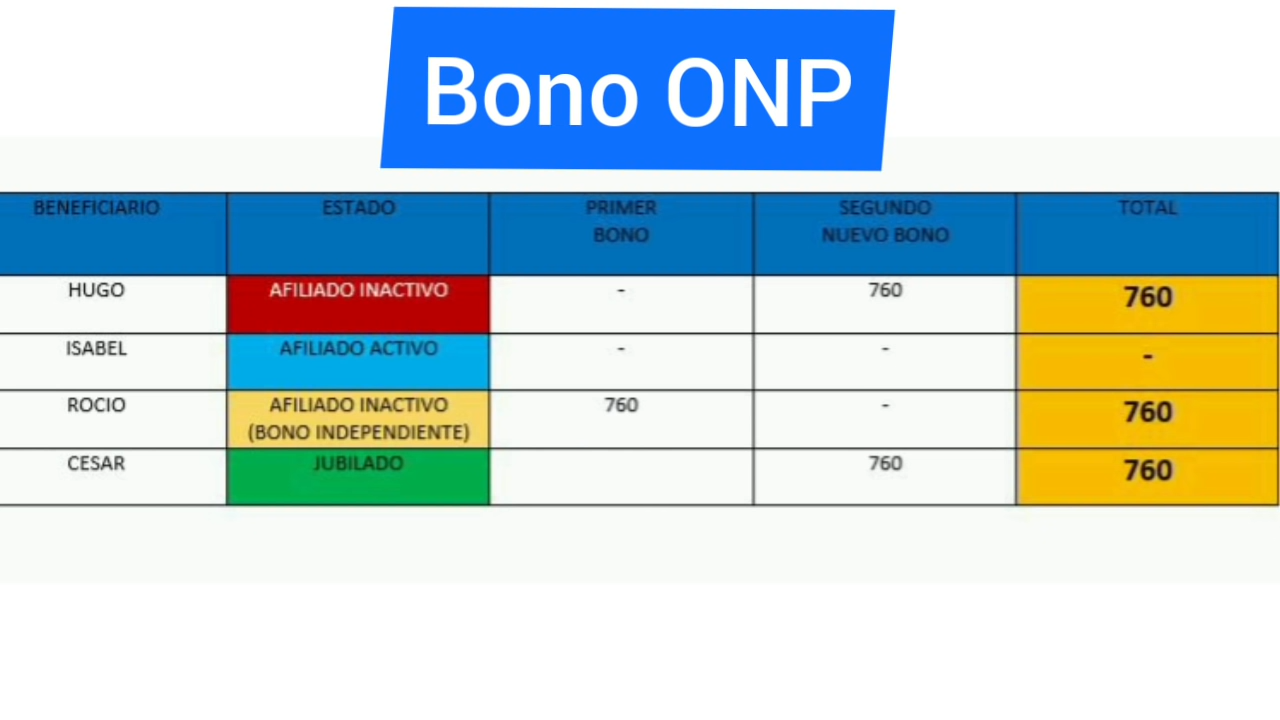 Bono ONP
BENEFICIARIO ESTADO PRIMER BONO SEGUNDO NUEVO BONO TOTAL
HUGO AFILIADO INACTIVO - 760 760
ISABEL AFILIADO ACTIVO - - -
ROCIO AFILIADO INACTIVO (BONO INDEPENDIENTE) 760 - 760
CESAR JUBILADO 760 760